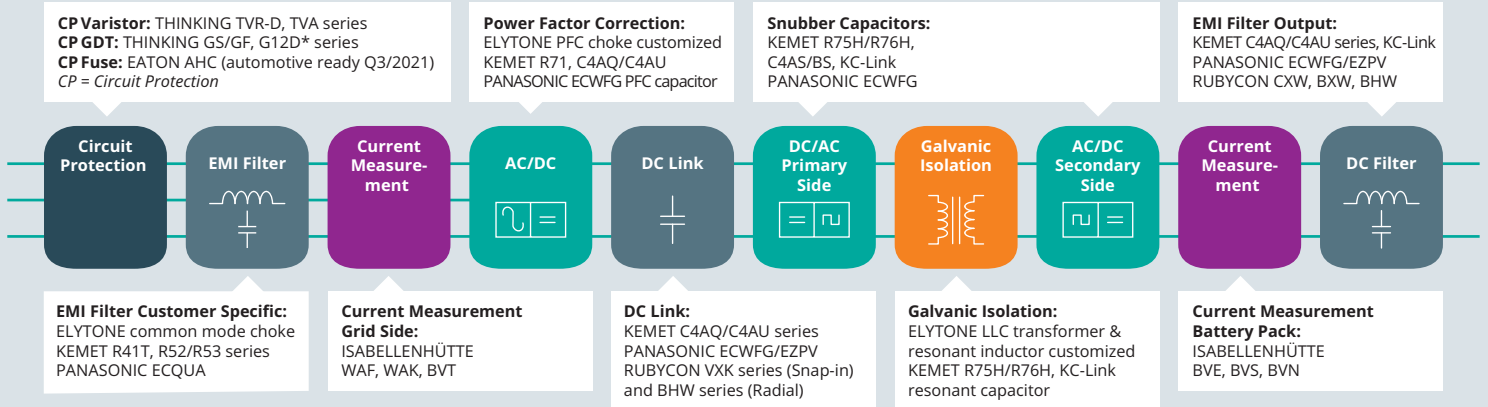 CP Varistor: THINKING TVR-D, TVA series
CP GDT: THINKING GS/GF, G12D* series
CP Fuse: EATON AHC (automotive ready Q3/2021)
CP = Circuit Protection
Power Factor Correction:
ELYTONE PFC choke customized
KEMET R71, C4AQ/C4AU
PANASONIC ECWFG PFC capacitor
Snubber Capacitors:
KEMET R75H/R76H,
C4AS/BS, KC-Link
PANASONIC ECWFG
EMI Filter Output:
KEMET C4AQ/C4AU series, KC-Link
PANASONIC ECWFG/EZPV
RUBYCON CXW, BXW, BHW
Circuit
Protection
EMI Filter
Current
Measure-
ment
AC/DC
DC Link
DC/AC
Primary
Side
Galvanic
Isolation
AC/DC
Secondary
Side
Current
Measure-
ment
DC Filter
EMI Filter Customer Specific:
ELYTONE common mode choke
KEMET R41T, R52/R53 series
PANASONIC ECQUA
Current Measurement
Grid Side:
ISABELLENHÜTTE
WAF, WAK, BVT
DC Link:
KEMET C4AQ/C4AU series
PANASONIC ECWFG/EZPV
RUBYCON VXK series (Snap-in)
and BHW series (Radial)
Galvanic Isolation:
ELYTONE LLC transformer &
resonant inductor customized
KEMET R75H/R76H, KC-Link
resonant capacitor
Current Measurement
Battery Pack:
ISABELLENHÜTTE
BVE, BVS, BVN